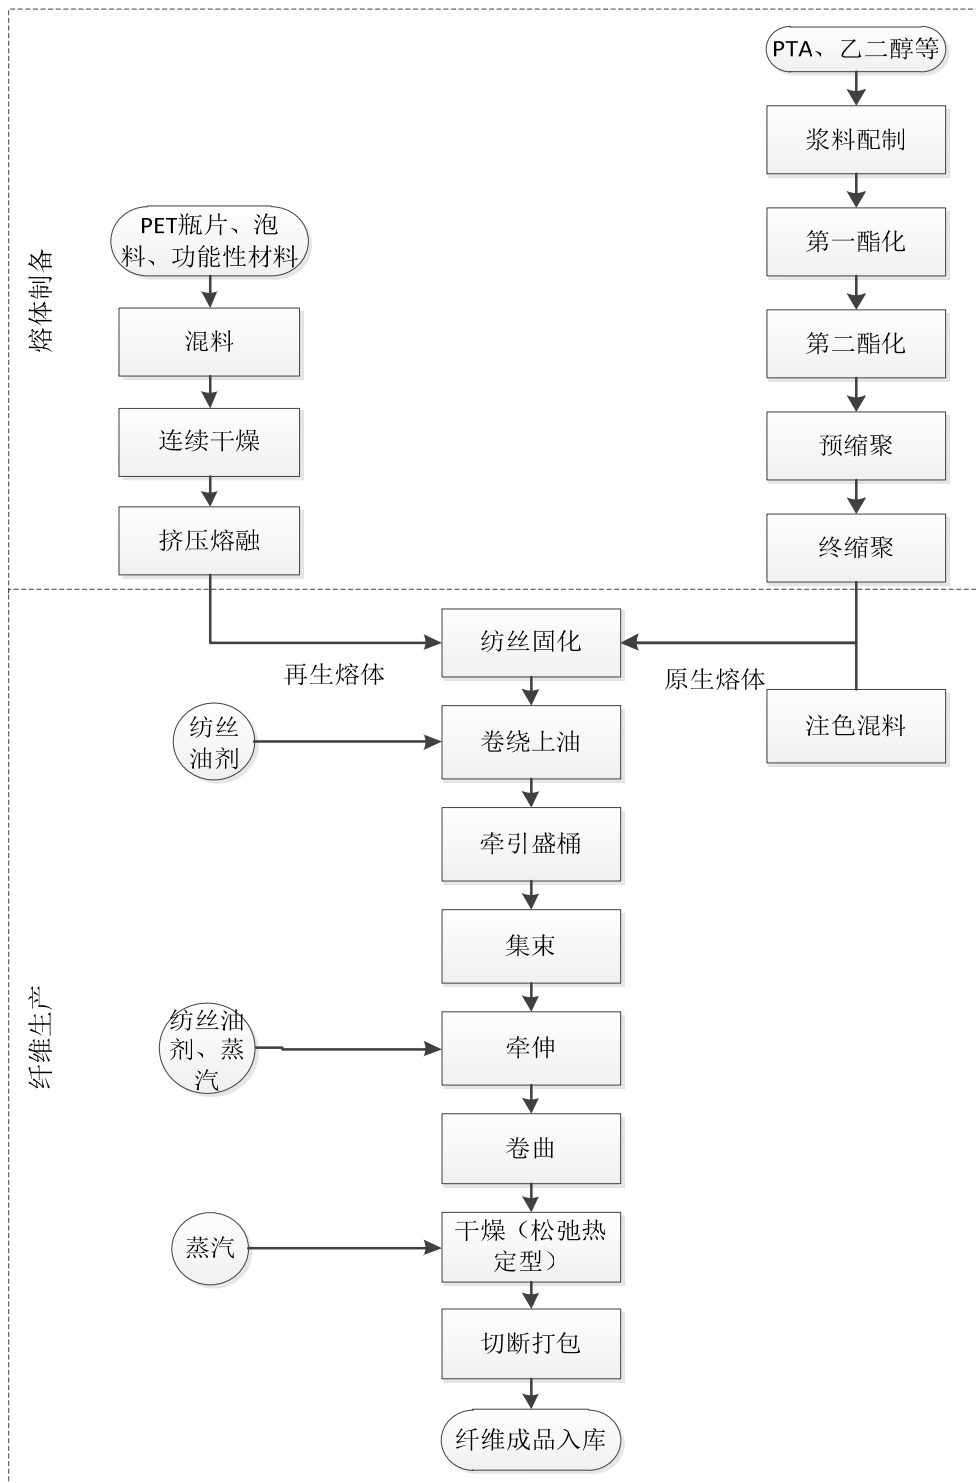 PTA、乙二醇等
浆料配制
第一酯化
第二酯化
预缩聚
终缩聚
PET瓶片、泡
料、功能性材料
混料
连续干燥
挤压熔融
熔体制备
纺丝固化
再生熔体
原生熔体
注色混料
纺丝
油剂
卷绕上油
牵引盛桶
集束
纺丝油
剂、蒸
汽
牵伸
卷曲
蒸汽
干燥（松弛热
定型）
切断打包
纤维成品入库
纤维生产